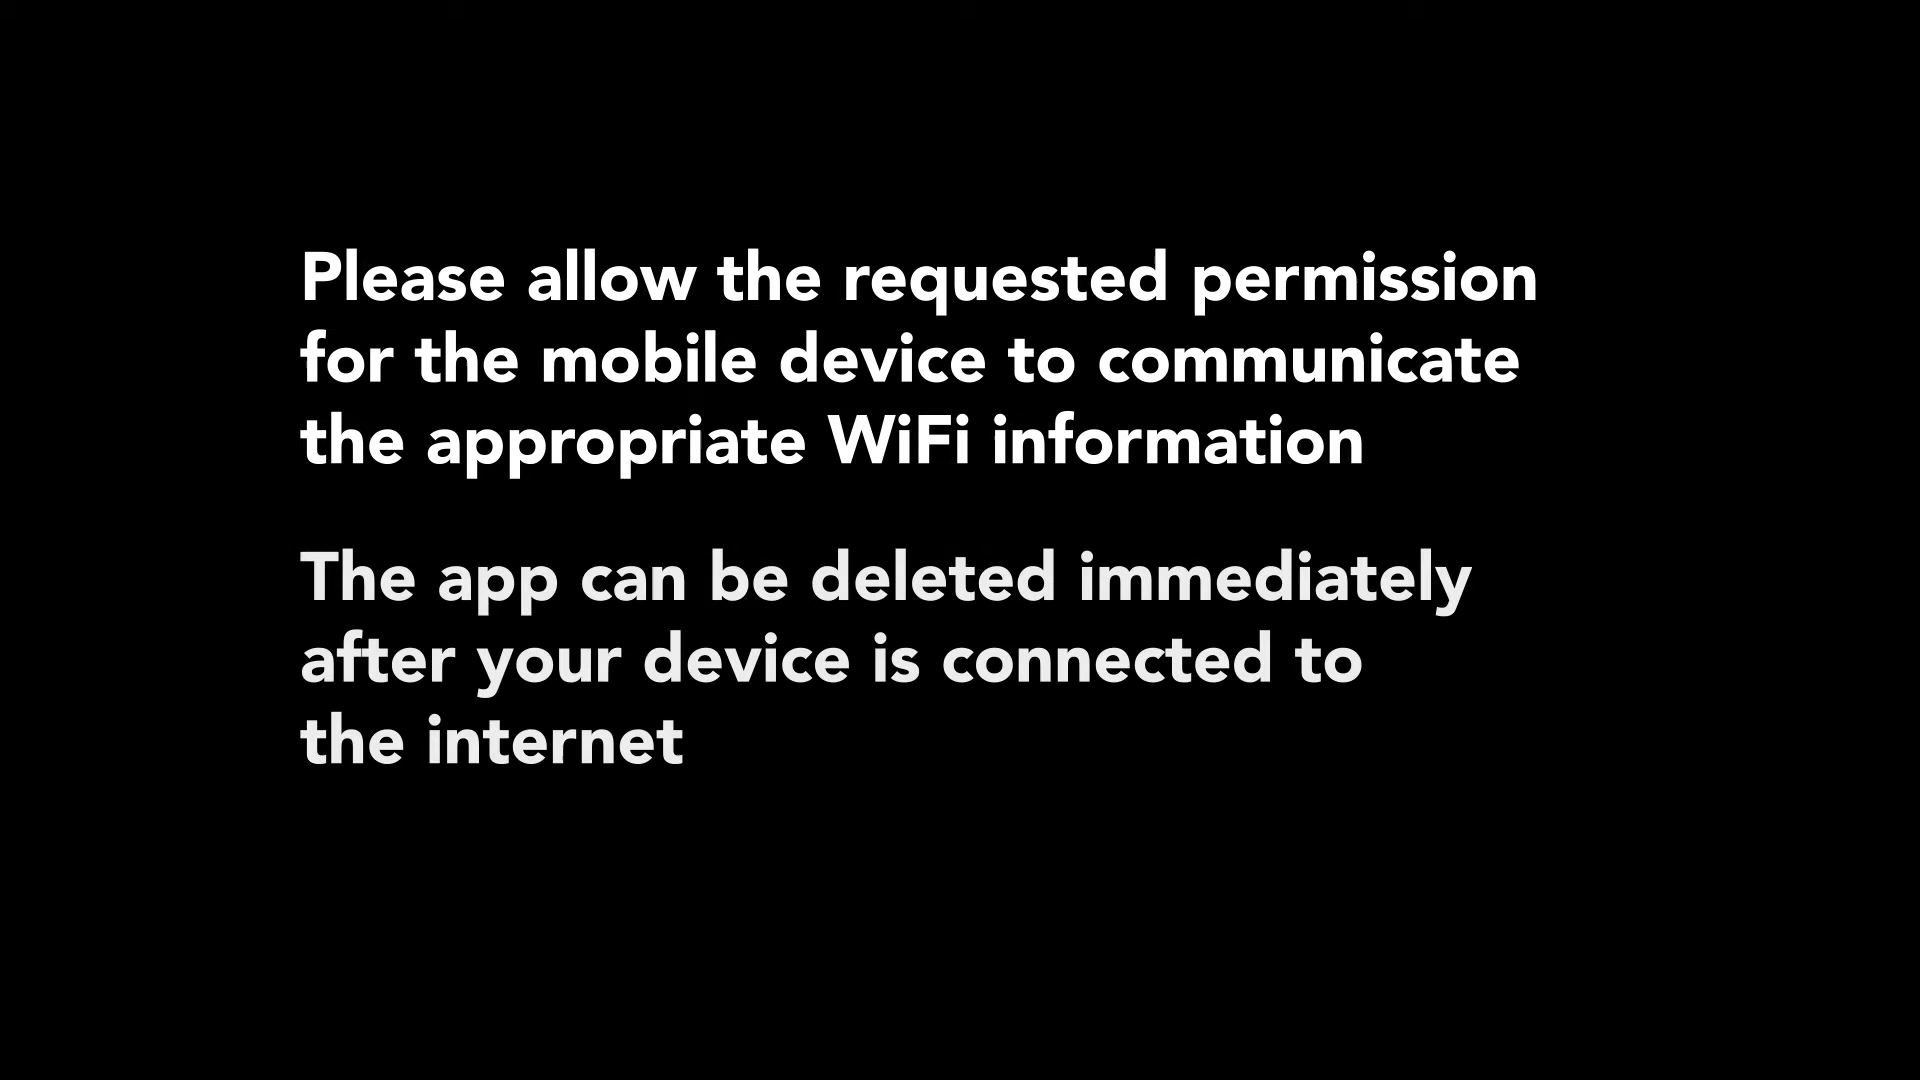 Please allow the requested permission
for the mobile device to communicate
the appropriate WiFi information
The app can be deleted immediately
after your device is connected to
the internet